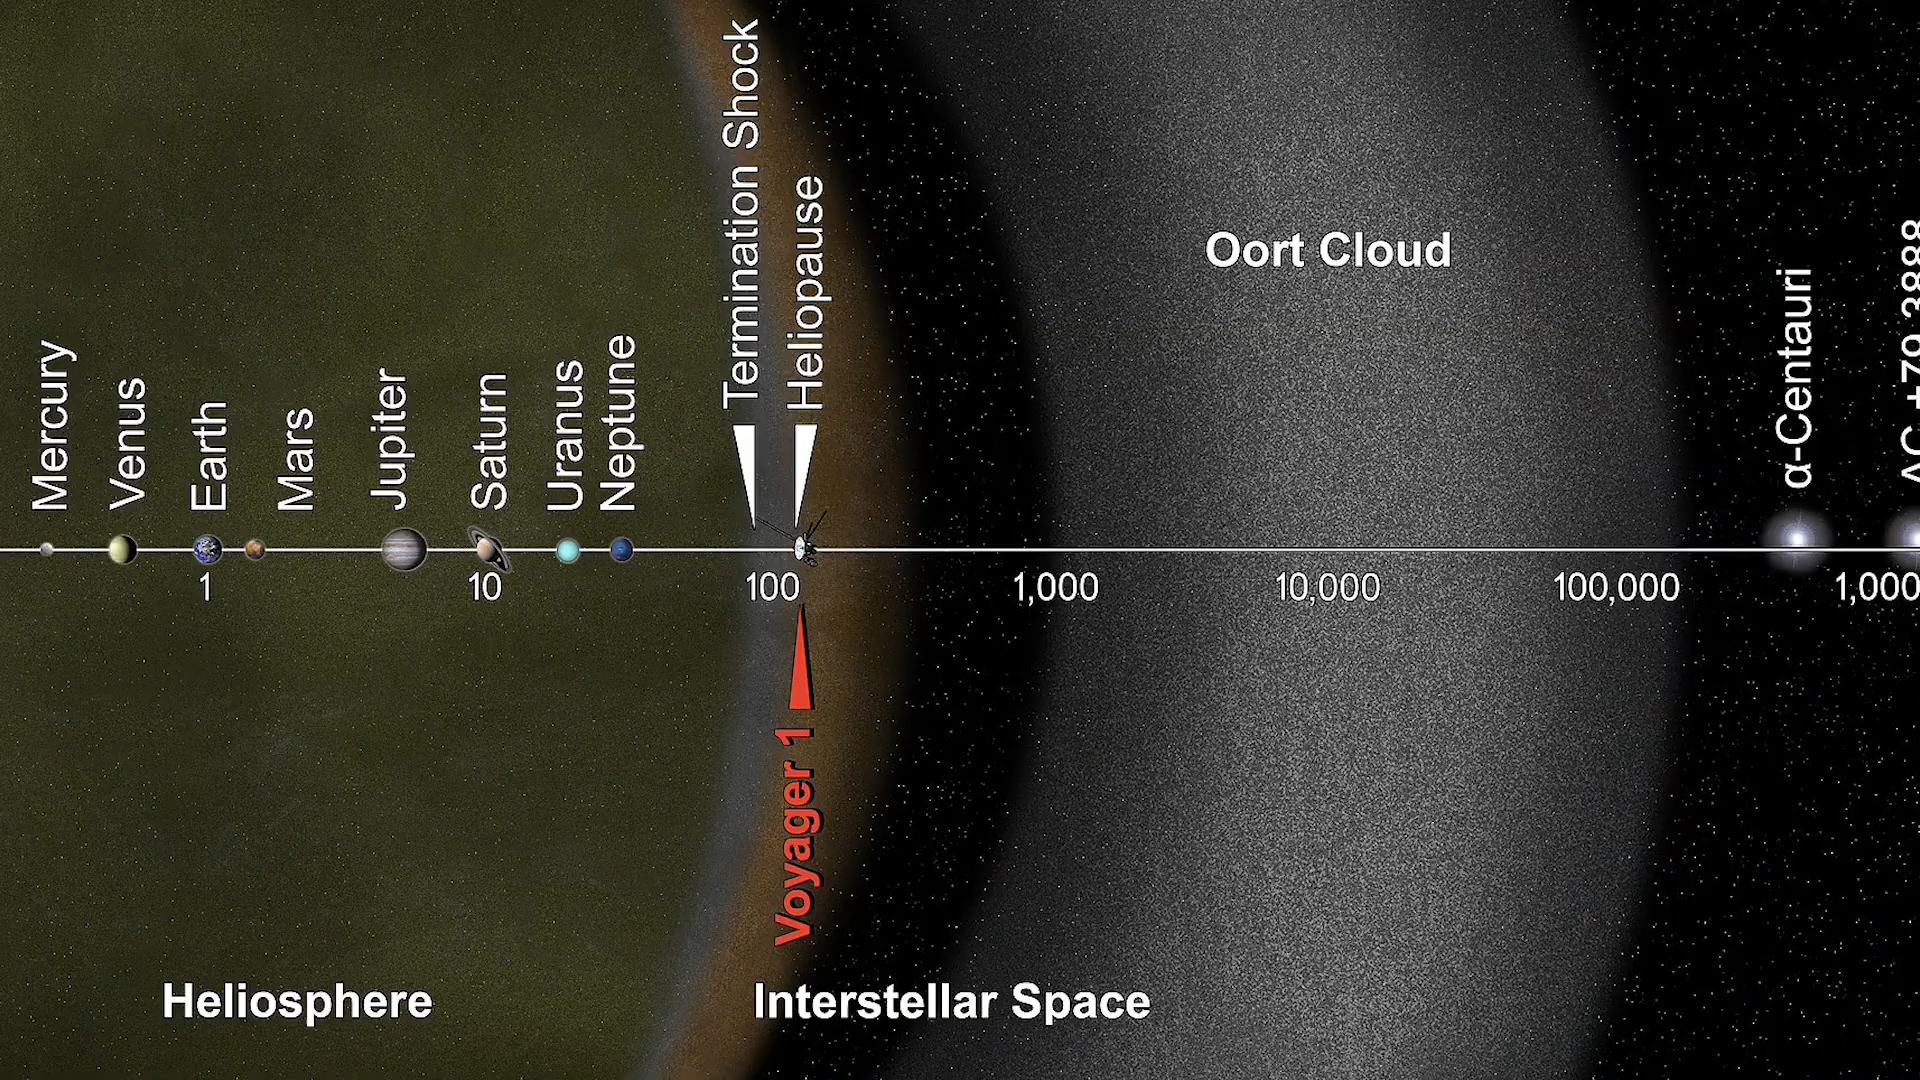 Termination Shock
Heliopause
Oort Cloud
Mercury
Venus
Earth
Mars
Jupiter
Saturn
Uranus
Neptune
α-Centauri
1
10
100
1,000
10,000
100,000
Voyager 1
Heliosphere
Interstellar Space